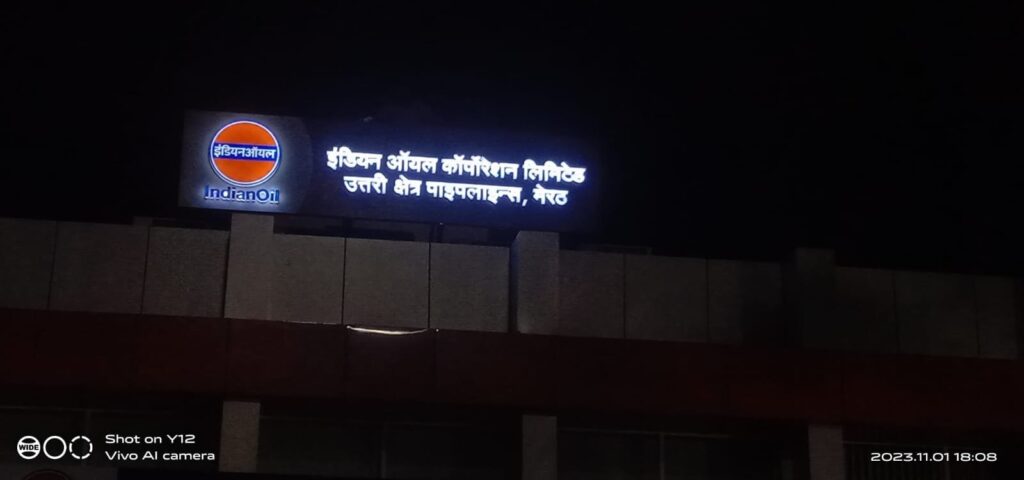 इंडियनऑयल
IndianOil
इंडियन ऑयल कॉर्पोरेशन लिमिटेड
उत्तरी क्षेत्र पाइपलाइन्स, मेरठ
WIDE
Shot on Y12
Vivo AI camera
2023.11.01 18:08